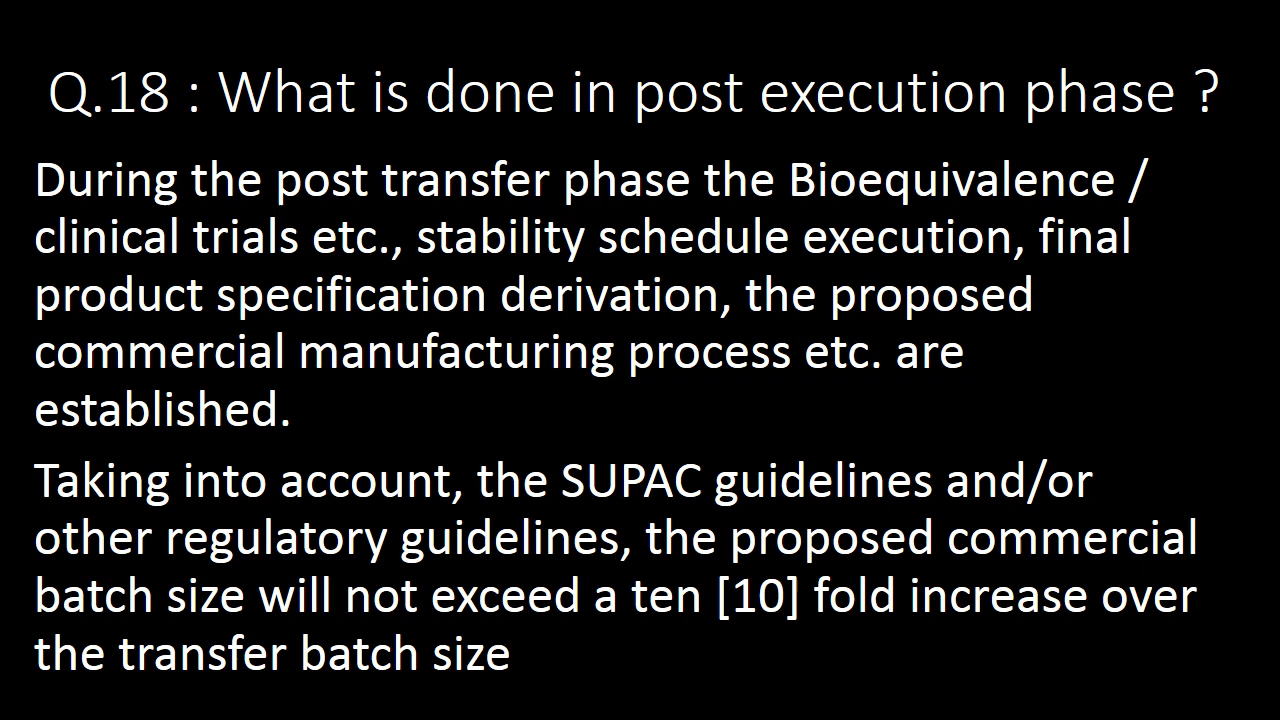 Q.18 : What is done in post execution phase ?
During the post transfer phase the Bioequivalence /
clinical trials etc., stability schedule execution, final
product specification derivation, the proposed
commercial manufacturing process etc. are
established.
Taking into account, the SUPAC guidelines and/or
other regulatory guidelines, the proposed commercial
batch size will not exceed a ten [10] fold increase over
the transfer batch size